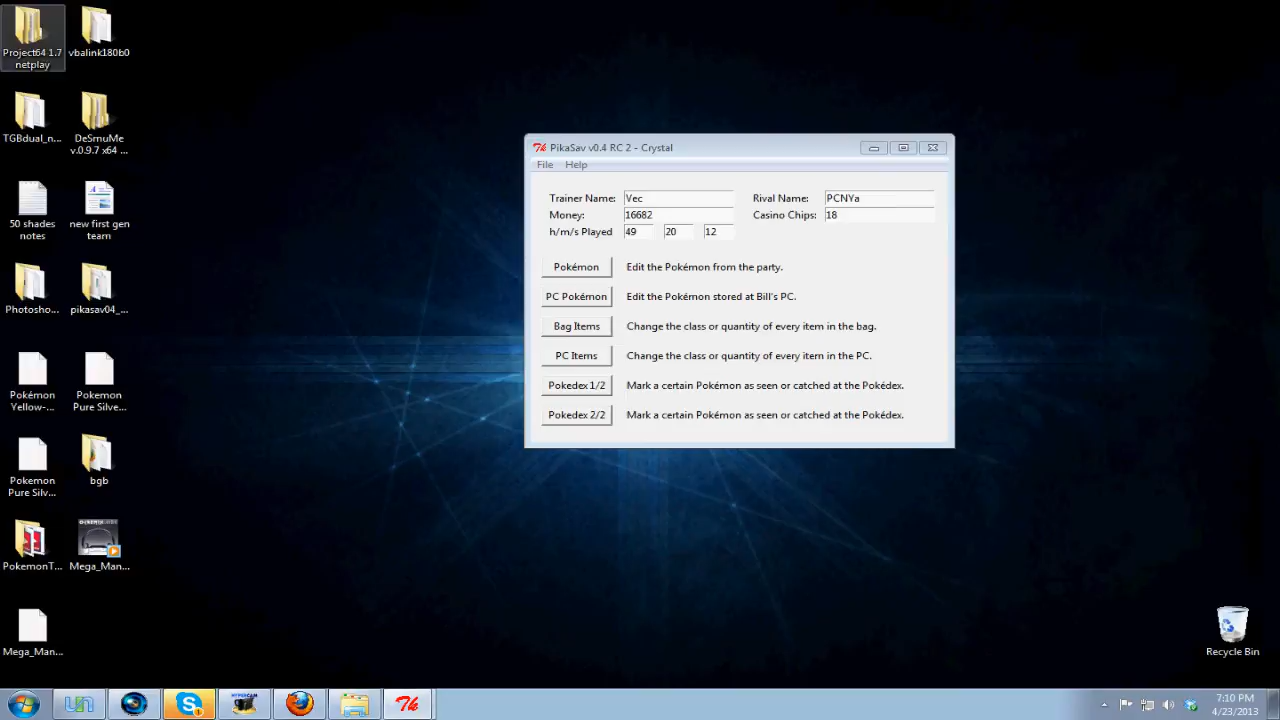 Project64 1.7
netplay
vbalink180b0
TGBdual_n...
DeSmuMe
v.0.9.7 x64 ...
50 shades
notes
new first gen
team
Photosho...
pikasav04_...
Pokémon
Yellow-...
Pokemon
Pure Silve...
Pokemon
Pure Silv...
bgb
PokemonT...
Mega_Man...
Mega_Man...
PikaSav v0.4 RC 2 - Crystal
File Help
Trainer Name: Vec Rival Name: PCNYa
Money: 16682 Casino Chips: 18
h/m/s Played 49 20 12
Pokémon Edit the Pokémon from the party.
PC Pokémon Edit the Pokémon stored at Bill's PC.
Bag Items Change the class or quantity of every item in the bag.
PC Items Change the class or quantity of every item in the PC.
Pokedex 1/2 Mark a certain Pokémon as seen or catched at the Pokédex.
Pokedex 2/2 Mark a certain Pokémon as seen or catched at the Pokédex.
Recycle Bin
HYPERCAM
7:10 PM
4/23/2013